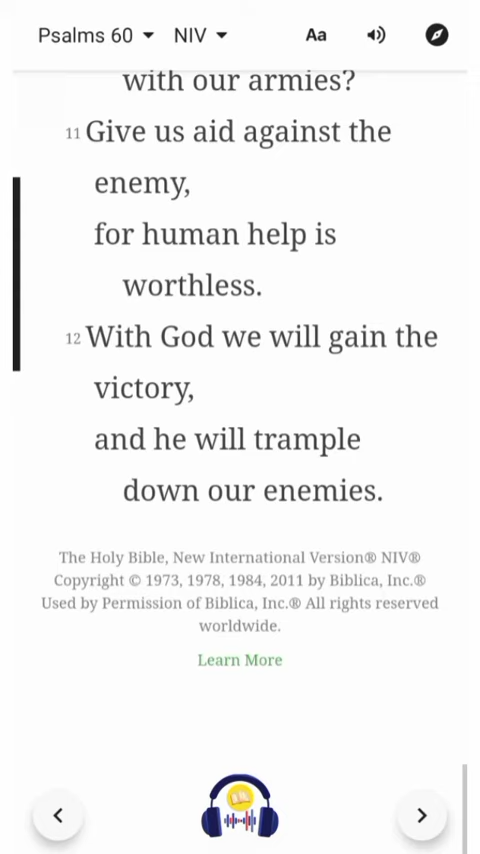 Psalms 60 NIV Aa
with our armies?
11 Give us aid against the
enemy,
for human help is
worthless.
12 With God we will gain the
victory,
and he will trample
down our enemies.
The Holy Bible, New International Version® NIV®
Copyright © 1973, 1978, 1984, 2011 by Biblica, Inc.®
Used by Permission of Biblica, Inc.® All rights reserved
worldwide.
Learn More